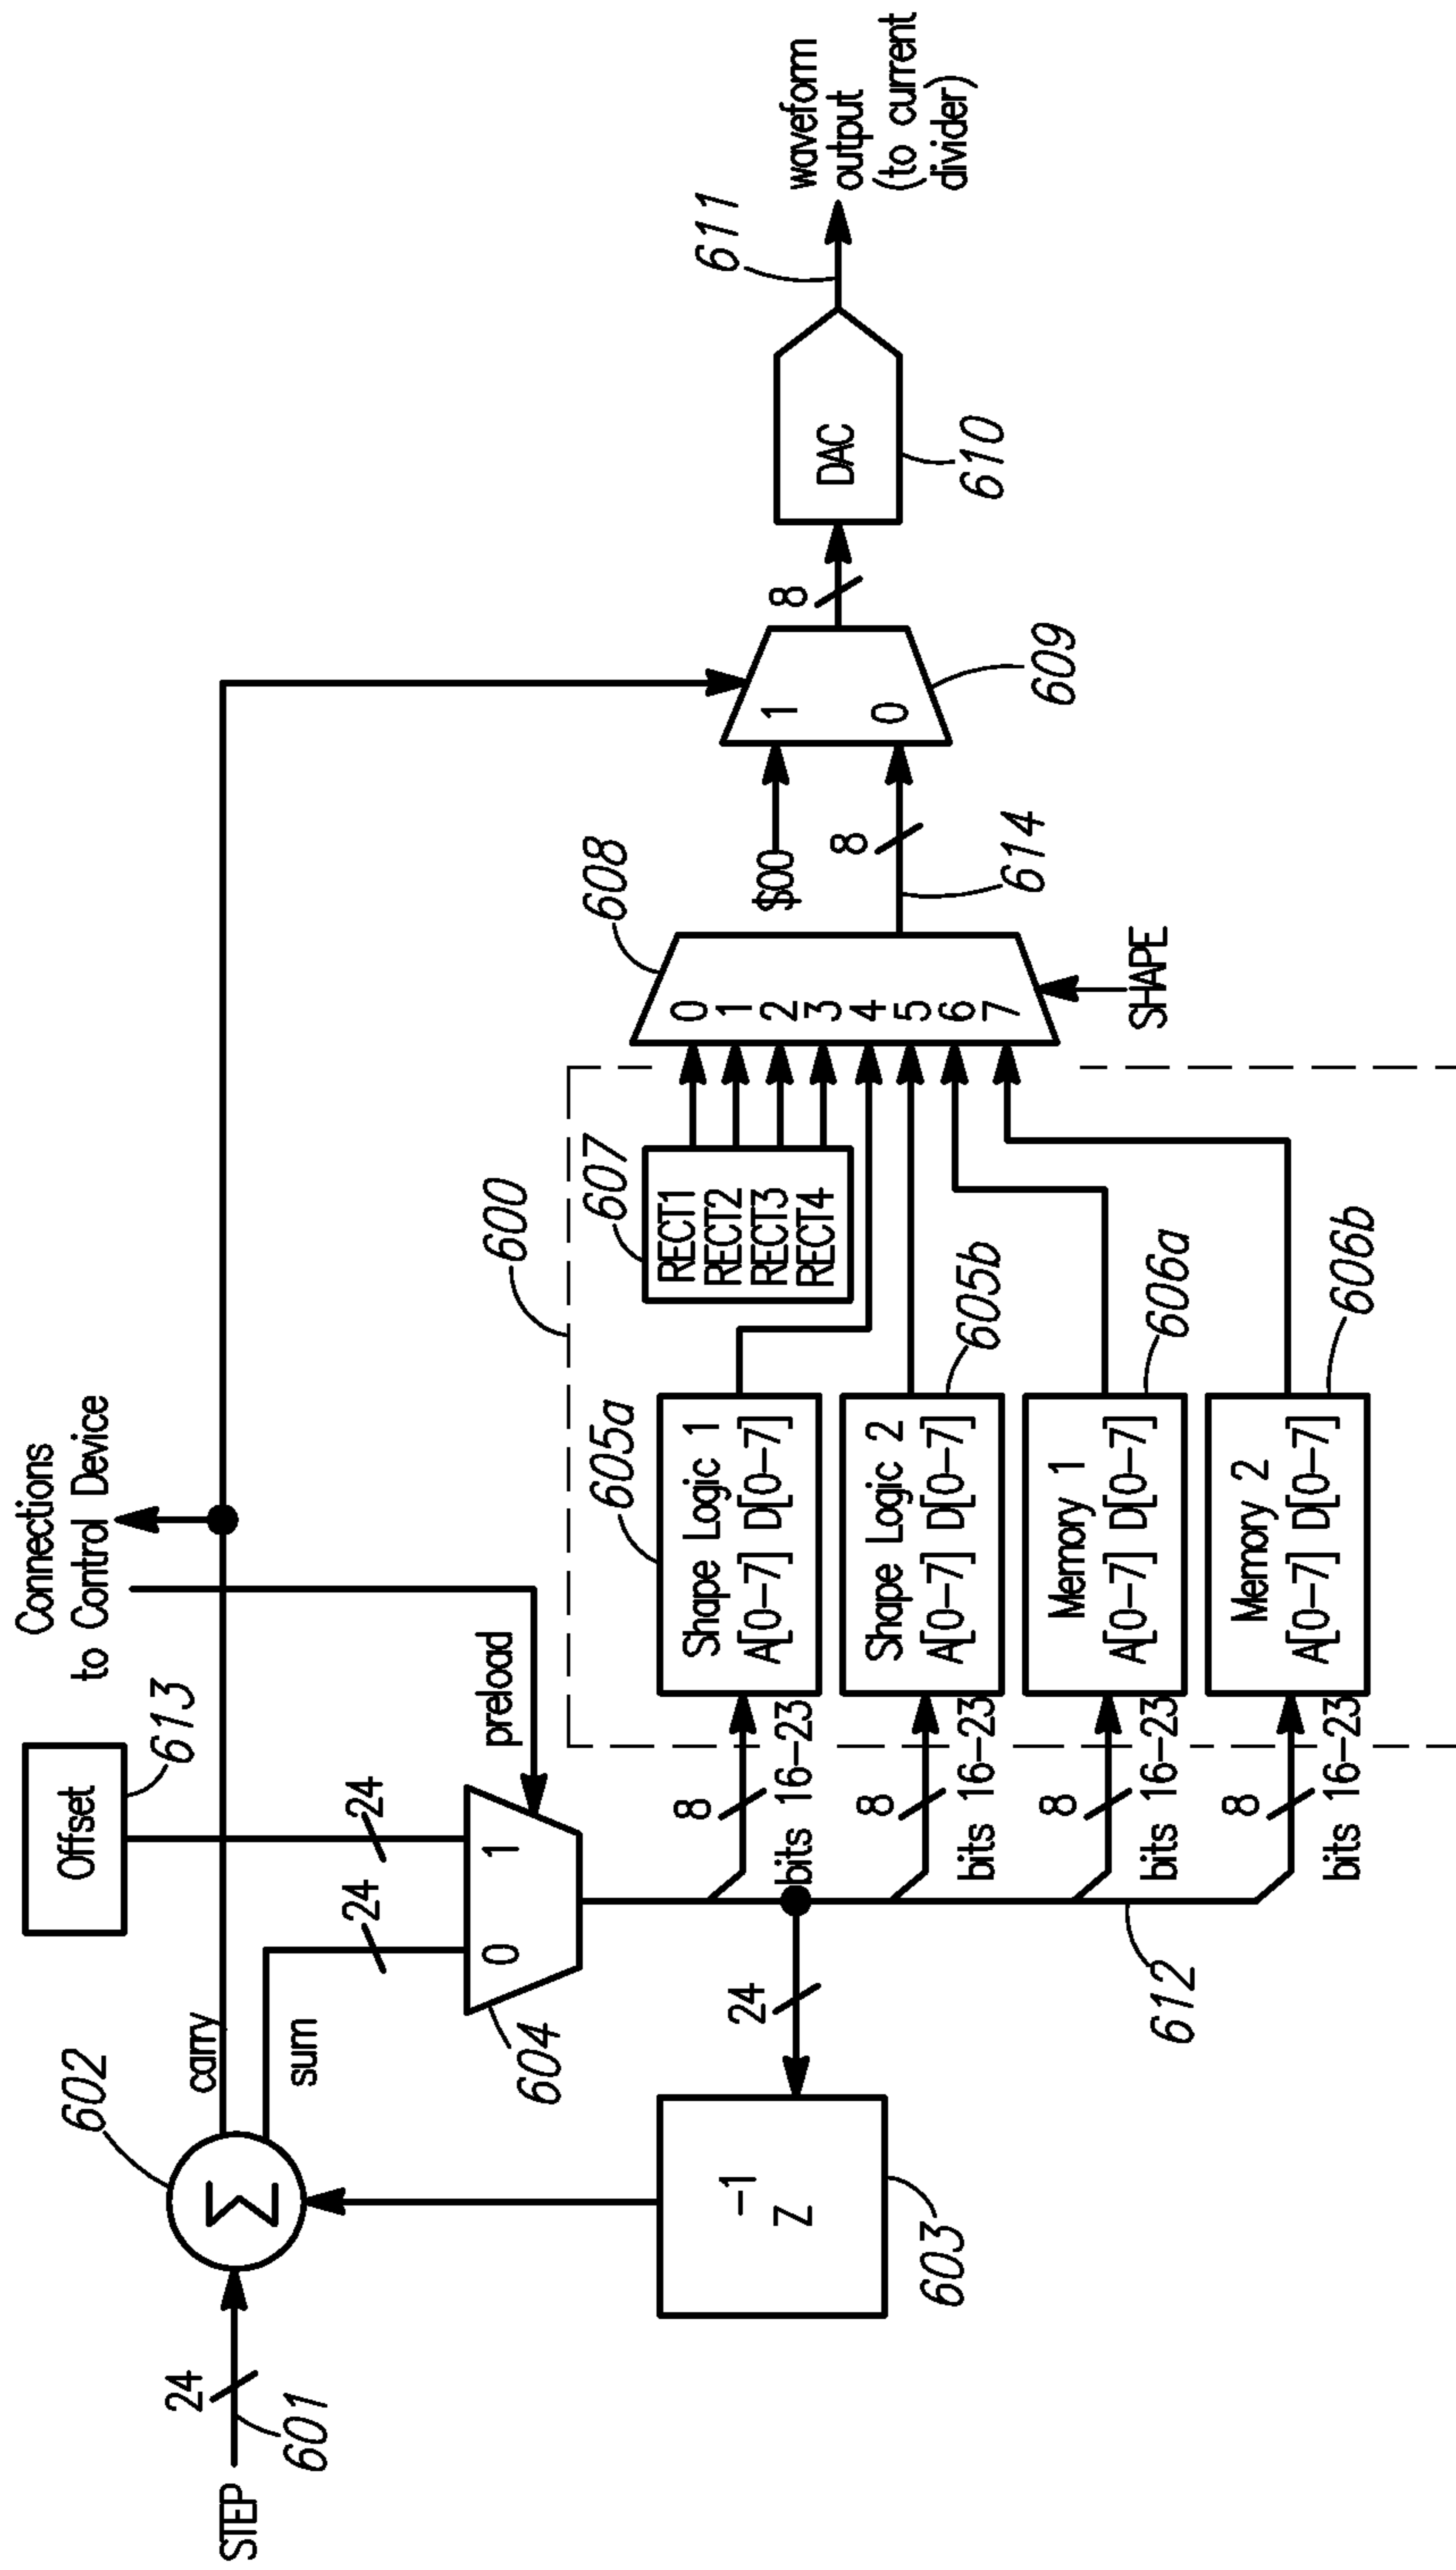 Connections
to Control Device
Offset
613
602
carry
sum
24
24
STEP
24
601
preload
0 1
604
Σ
Z⁻¹
603
24
612
8
bits 16-23
8
bits 16-23
8
bits 16-23
8
bits 16-23
600
605a
Shape Logic 1
A[0-7] D[0-7]
Shape Logic 2
A[0-7] D[0-7]
605b
Memory 1
A[0-7] D[0-7]
606a
Memory 2
A[0-7] D[0-7]
606b
607
RECT1
RECT2
RECT3
RECT4
608
0
1
2
3
4
5
6
7
SHAPE
$00
8
614
1
0
609
8
DAC
610
611
waveform
output
(to current
divider)